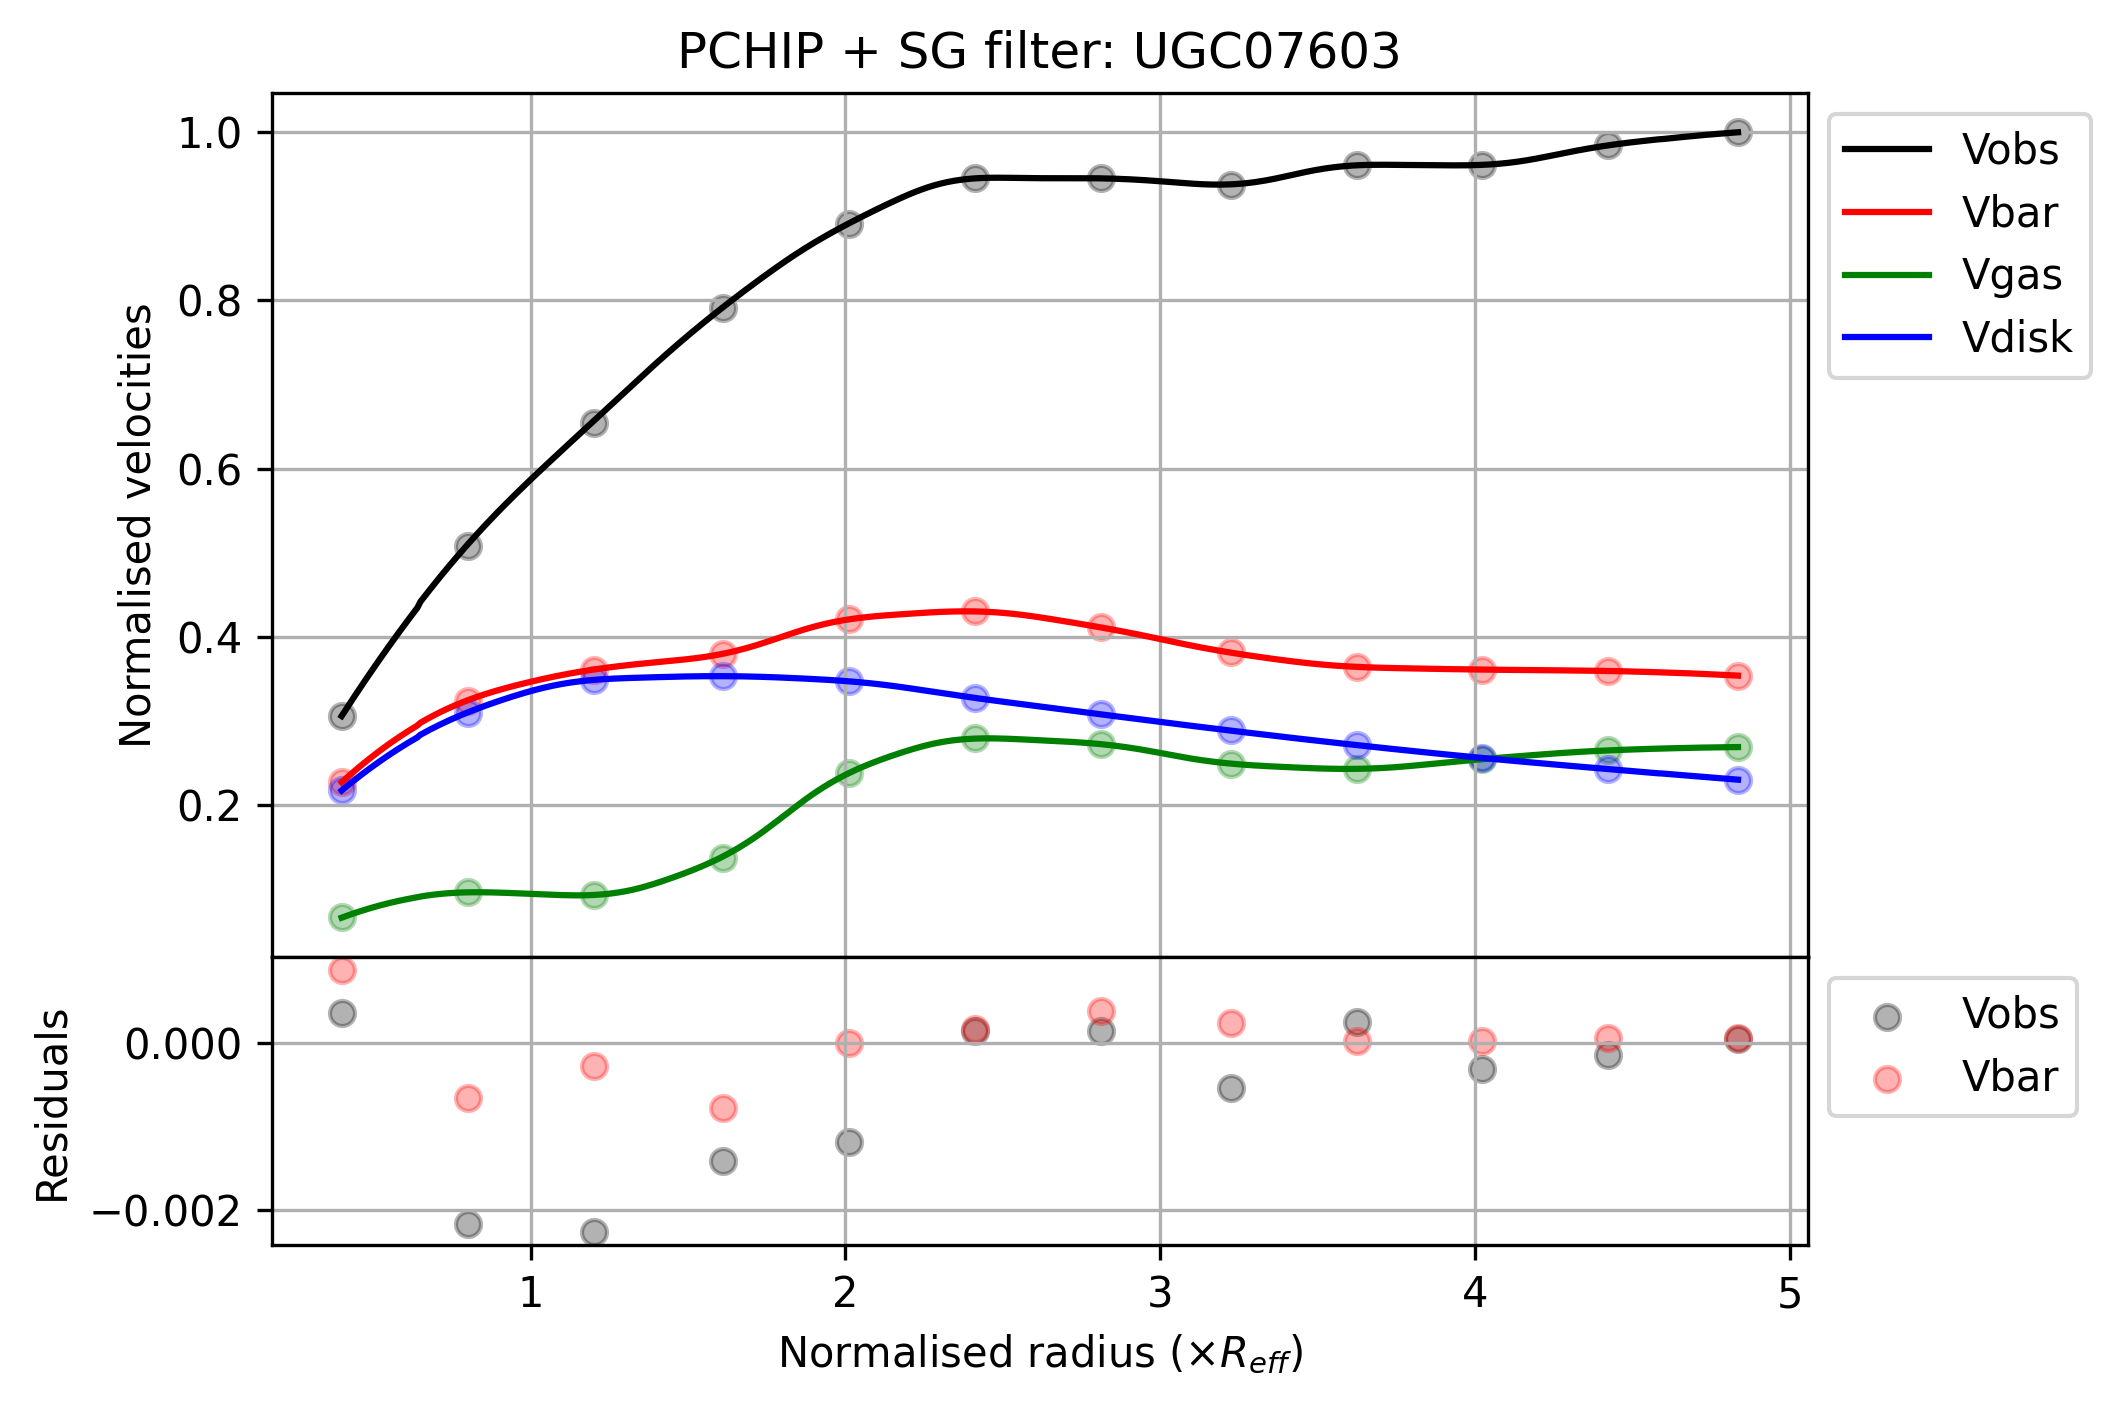 PCHIP + SG filter: UGC07603
Normalised velocities
1.0
0.8
0.6
0.4
0.2
Vobs
Vbar
Vgas
Vdisk
Residuals
0.000
−0.002
Vobs
Vbar
1 2 3 4 5
Normalised radius (×R_eff)